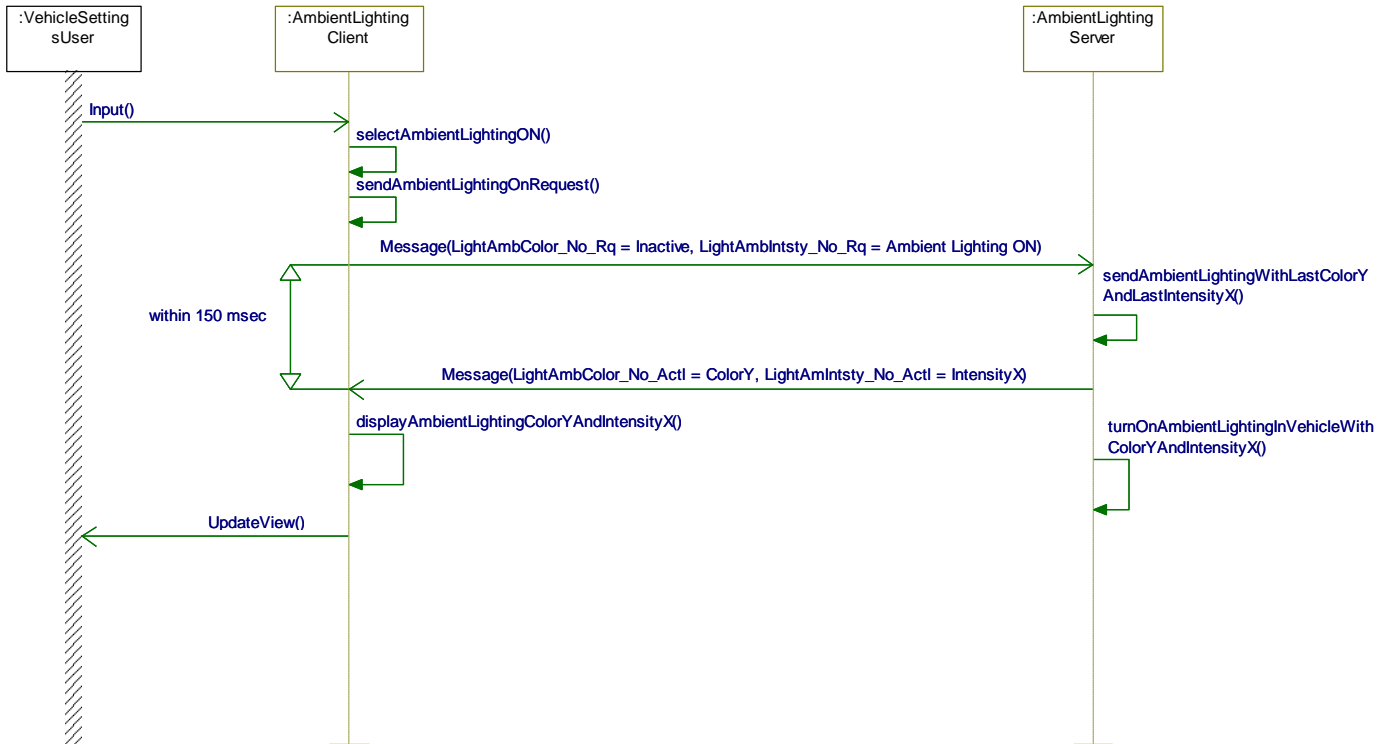 :VehicleSetting
sUser
:AmbientLighting
Client
:AmbientLighting
Server
Input()
selectAmbientLightingON()
sendAmbientLightingOnRequest()
Message(LightAmbColor_No_Rq = Inactive, LightAmbIntsty_No_Rq = Ambient Lighting ON)
sendAmbientLightingWithLastColorY
AndLastIntensityX()
within 150 msec
Message(LightAmbColor_No_Actl = ColorY, LightAmIntsty_No_Actl = IntensityX)
displayAmbientLightingColorYAndIntensityX()
turnOnAmbientLightingInVehicleWith
ColorYAndIntensityX()
UpdateView()